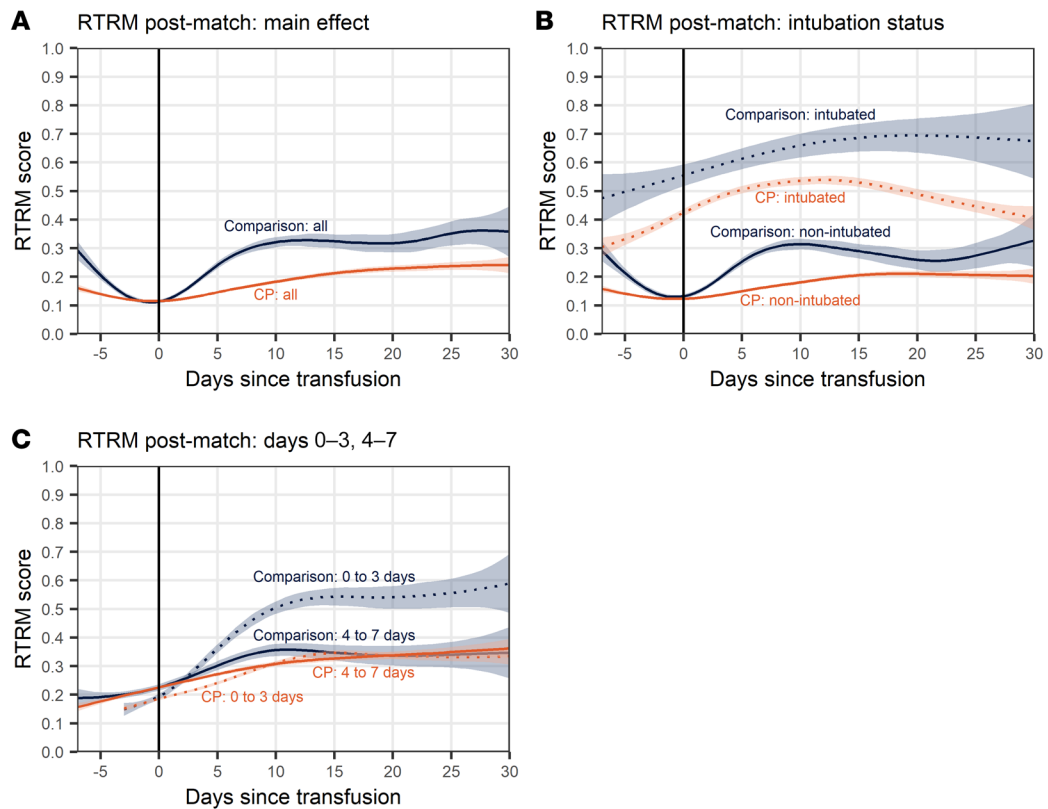 A RTRM post-match: main effect
RTRM score
1.0
0.9
0.8
0.7
0.6
0.5
0.4
0.3
0.2
0.1
0.0
Comparison: all
CP: all
-5 0 5 10 15 20 25 30
Days since transfusion
B RTRM post-match: intubation status
RTRM score
1.0
0.9
0.8
0.7
0.6
0.5
0.4
0.3
0.2
0.1
0.0
Comparison: intubated
CP: intubated
Comparison: non-intubated
CP: non-intubated
-5 0 5 10 15 20 25 30
Days since transfusion
C RTRM post-match: days 0–3, 4–7
RTRM score
1.0
0.9
0.8
0.7
0.6
0.5
0.4
0.3
0.2
0.1
0.0
Comparison: 0 to 3 days
Comparison: 4 to 7 days
CP: 4 to 7 days
CP: 0 to 3 days
-5 0 5 10 15 20 25 30
Days since transfusion